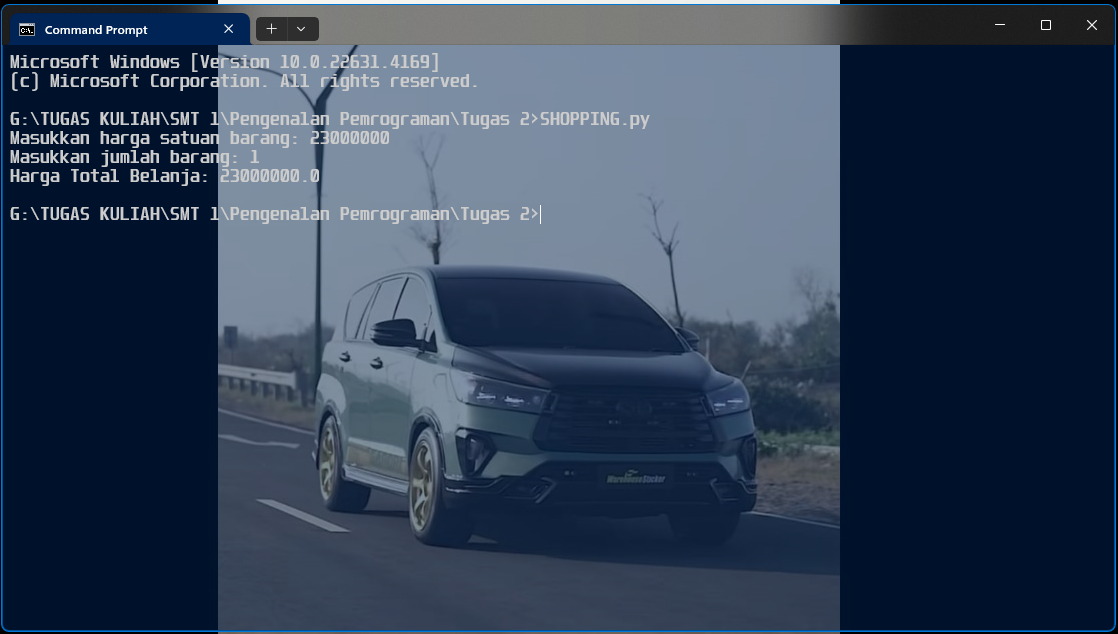 Command Prompt
Microsoft Windows [Version 10.0.22631.4169]
(c) Microsoft Corporation. All rights reserved.
G:\TUGAS KULIAH\SMT 1\Pengenalan Pemrograman\Tugas 2>SHOPPING.py
Masukkan harga satuan barang: 23000000
Masukkan jumlah barang: 1
Harga Total Belanja: 23000000.0
G:\TUGAS KULIAH\SMT 1\Pengenalan Pemrograman\Tugas 2>
WarehouseSticker